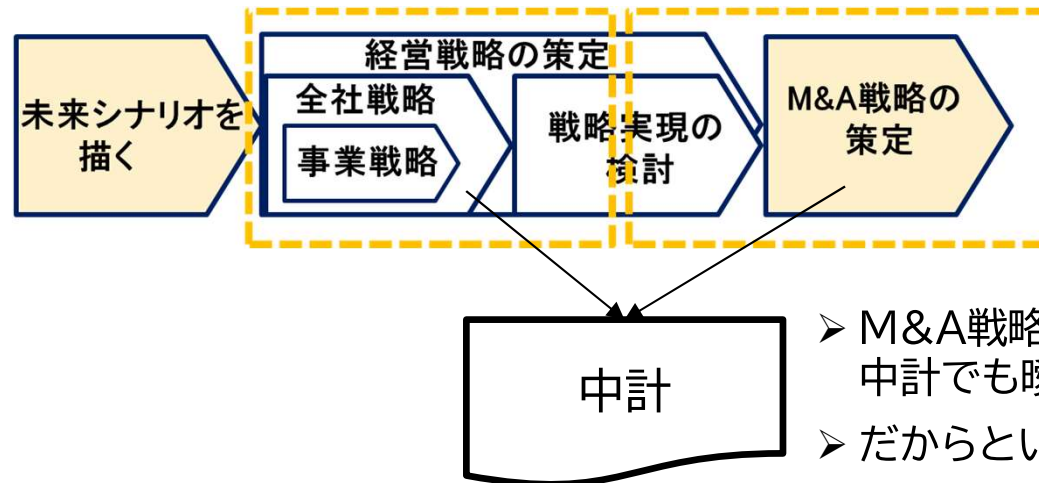 経営戦略の策定
未来シナリオを
描く
全社戦略
事業戦略
戦略実現の
検討
M&A戦略の
策定
中計
➢ M&A戦略
中計でも曖
➢ だからとい